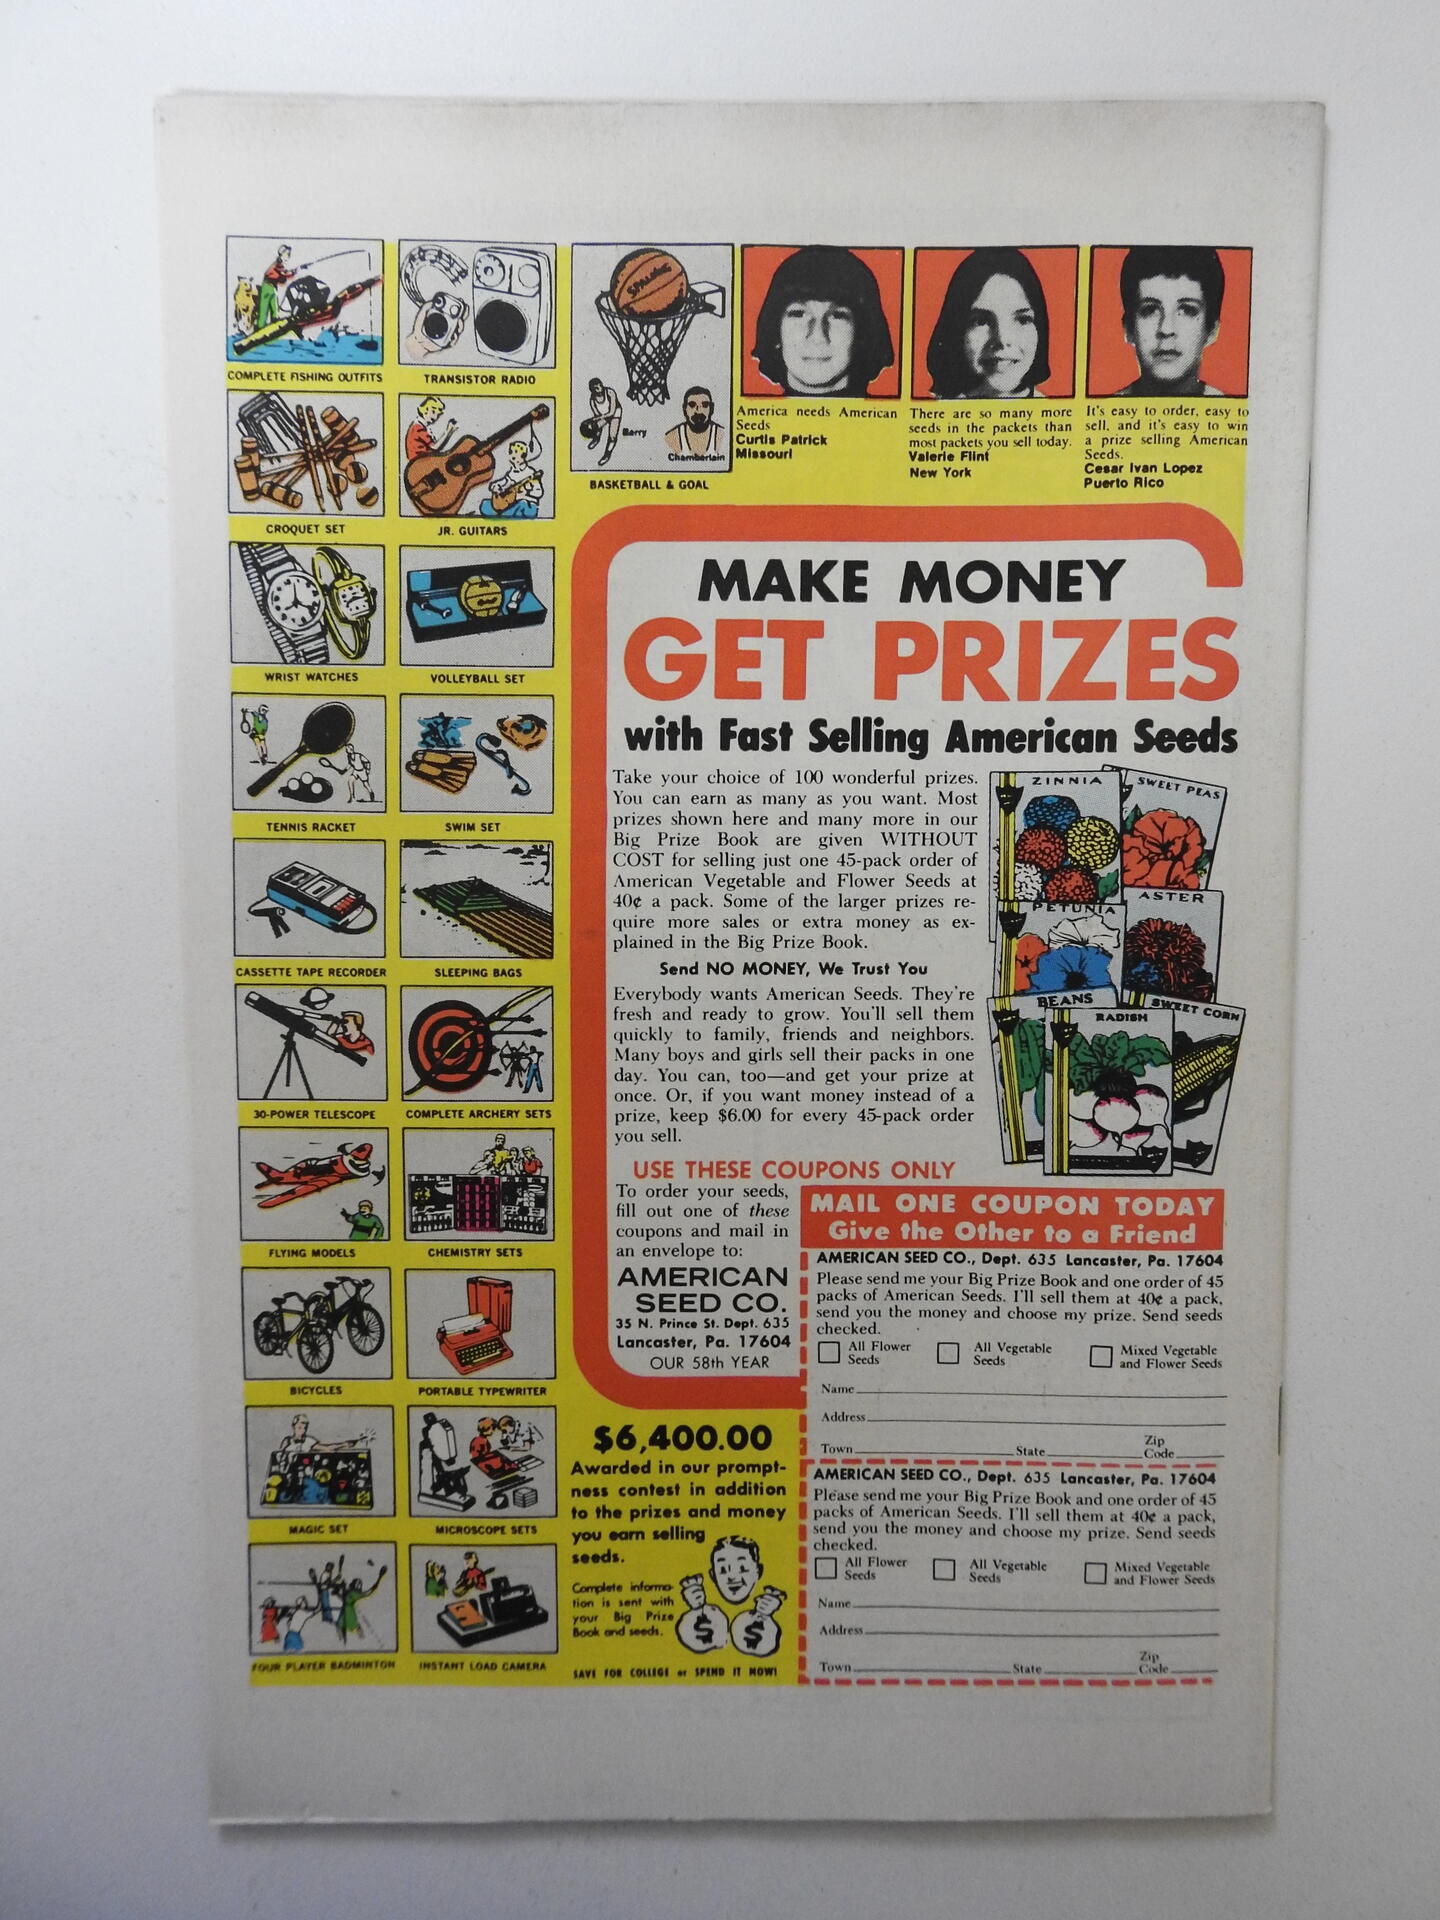 COMPLETE FISHING OUTFITS
TRANSISTOR RADIO
CROQUET SET
JR. GUITARS
WRIST WATCHES
VOLLEYBALL SET
TENNIS RACKET
SWIM SET
CASSETTE TAPE RECORDER
SLEEPING BAGS
30-POWER TELESCOPE
COMPLETE ARCHERY SETS
FLYING MODELS
CHEMISTRY SETS
BICYCLES
PORTABLE TYPEWRITER
MAGIC SET
MICROSCOPE SETS
FOUR PLAYER BADMINTON
INSTANT LOAD CAMERA
SPALDING
Barry
Chamberlain
BASKETBALL & GOAL
America needs American
Seeds
Curtis Patrick
Missouri
There are so many more
seeds in the packets than
most packets you sell today.
Valerie Flint
New York
It's easy to order, easy to
sell, and it's easy to win
a prize selling American
Seeds.
Cesar Ivan Lopez
Puerto Rico
MAKE MONEY
GET PRIZES
with Fast Selling American Seeds
Take your choice of 100 wonderful prizes.
You can earn as many as you want. Most
prizes shown here and many more in our
Big Prize Book are given WITHOUT
COST for selling just one 45-pack order of
American Vegetable and Flower Seeds at
40¢ a pack. Some of the larger prizes re-
quire more sales or extra money as ex-
plained in the Big Prize Book.
Send NO MONEY, We Trust You
Everybody wants American Seeds. They're
fresh and ready to grow. You'll sell them
quickly to family, friends and neighbors.
Many boys and girls sell their packs in one
day. You can, too—and get your prize at
once. Or, if you want money instead of a
prize, keep $6.00 for every 45-pack order
you sell.
ZINNIA
SWEET PEAS
PETUNIA
ASTER
BEANS
RADISH
SWEET CORN
USE THESE COUPONS ONLY
To order your seeds,
fill out one of these
coupons and mail in
an envelope to:
AMERICAN
SEED CO.
35 N. Prince St. Dept. 635
Lancaster, Pa. 17604
OUR 58th YEAR
MAIL ONE COUPON TODAY
Give the Other to a Friend
AMERICAN SEED CO., Dept. 635 Lancaster, Pa. 17604
Please send me your Big Prize Book and one order of 45
packs of American Seeds. I'll sell them at 40¢ a pack,
send you the money and choose my prize. Send seeds
checked.
All Flower Seeds
All Vegetable Seeds
Mixed Vegetable and Flower Seeds
Name
Address
Town State Zip Code
AMERICAN SEED CO., Dept. 635 Lancaster, Pa. 17604
Please send me your Big Prize Book and one order of 45
packs of American Seeds. I'll sell them at 40¢ a pack,
send you the money and choose my prize. Send seeds
checked.
All Flower Seeds
All Vegetable Seeds
Mixed Vegetable and Flower Seeds
Name
Address
Town State Zip Code
$6,400.00
Awarded in our prompt-
ness contest in addition
to the prizes and money
you earn selling
seeds.
Complete informa-
tion is sent with
your Big Prize
Book and seeds.
$ $
SAVE FOR COLLEGE or SPEND IT NOW!